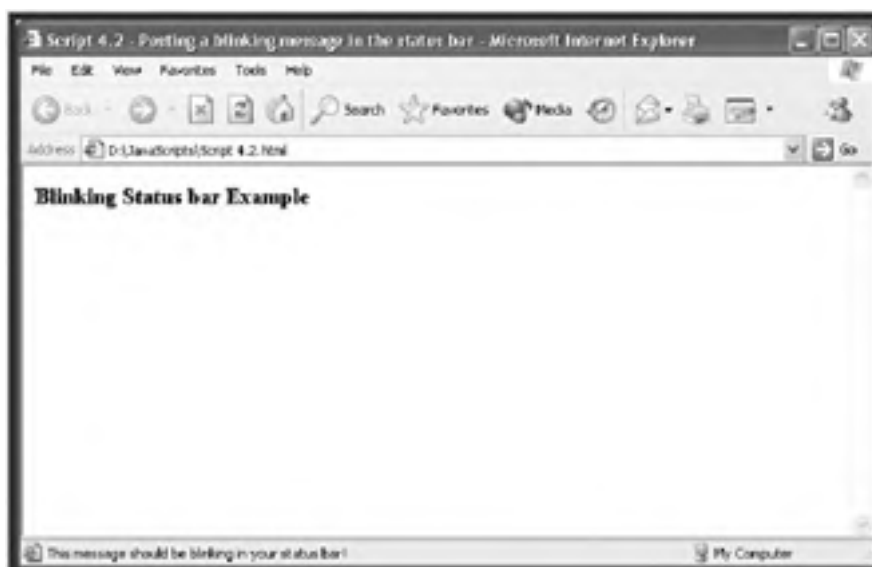 Script 4.2 - Posting a blinking message in the status bar - Microsoft Internet Explorer
File Edit View Favorites Tools Help
Back Search Favorites Media
Address D:\JavaScripts\Script 4.2.html Go
Blinking Status bar Example
This message should be blinking in your status bar! My Computer